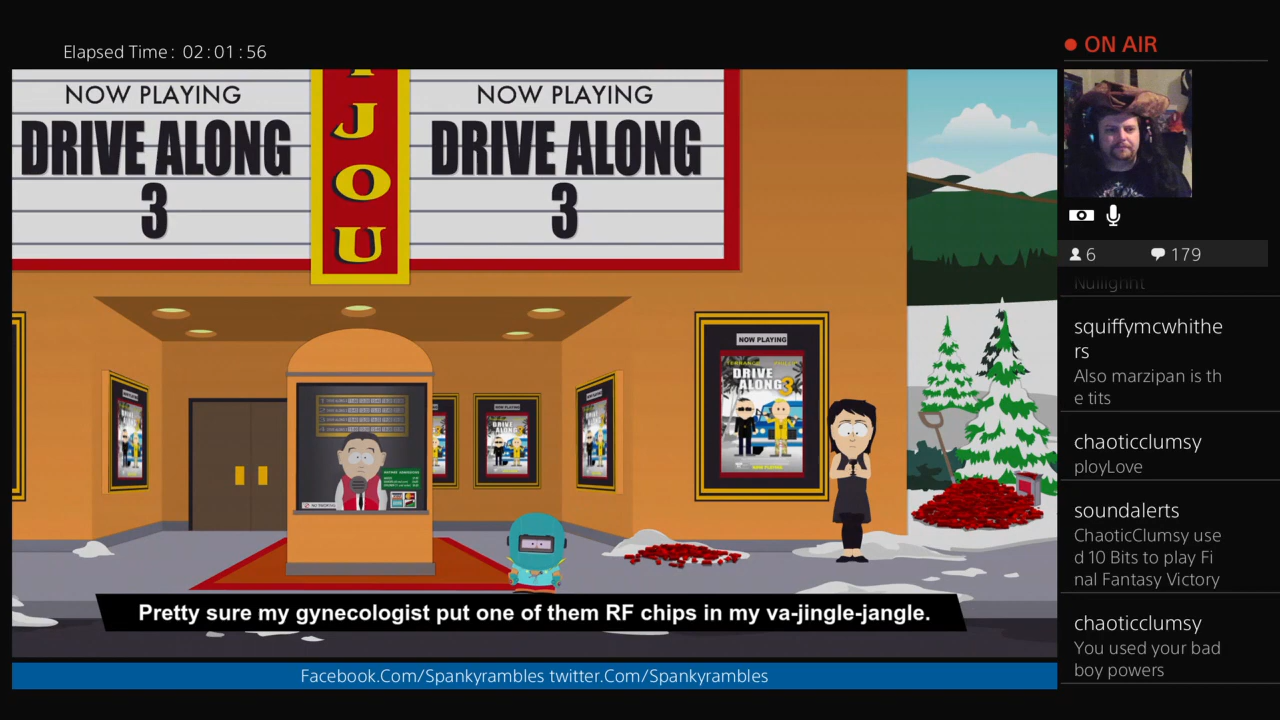 Elapsed Time: 02:01:56
ON AIR
NOW PLAYING
DRIVE ALONG
3
JOU
NOW PLAYING
DRIVE ALONG
3
6
179
Nullgrint
squiffymcwhithe
rs
Also marzipan is th
e tits
chaoticclumsy
ployLove
soundalerts
ChaoticClumsy use
d 10 Bits to play Fi
nal Fantasy Victory
chaoticclumsy
You used your bad
boy powers
NOW PLAYING
DRIVE
ALONG3
Pretty sure my gynecologist put one of them RF chips in my va-jingle-jangle.
Facebook.Com/Spankyrambles twitter.Com/Spankyrambles